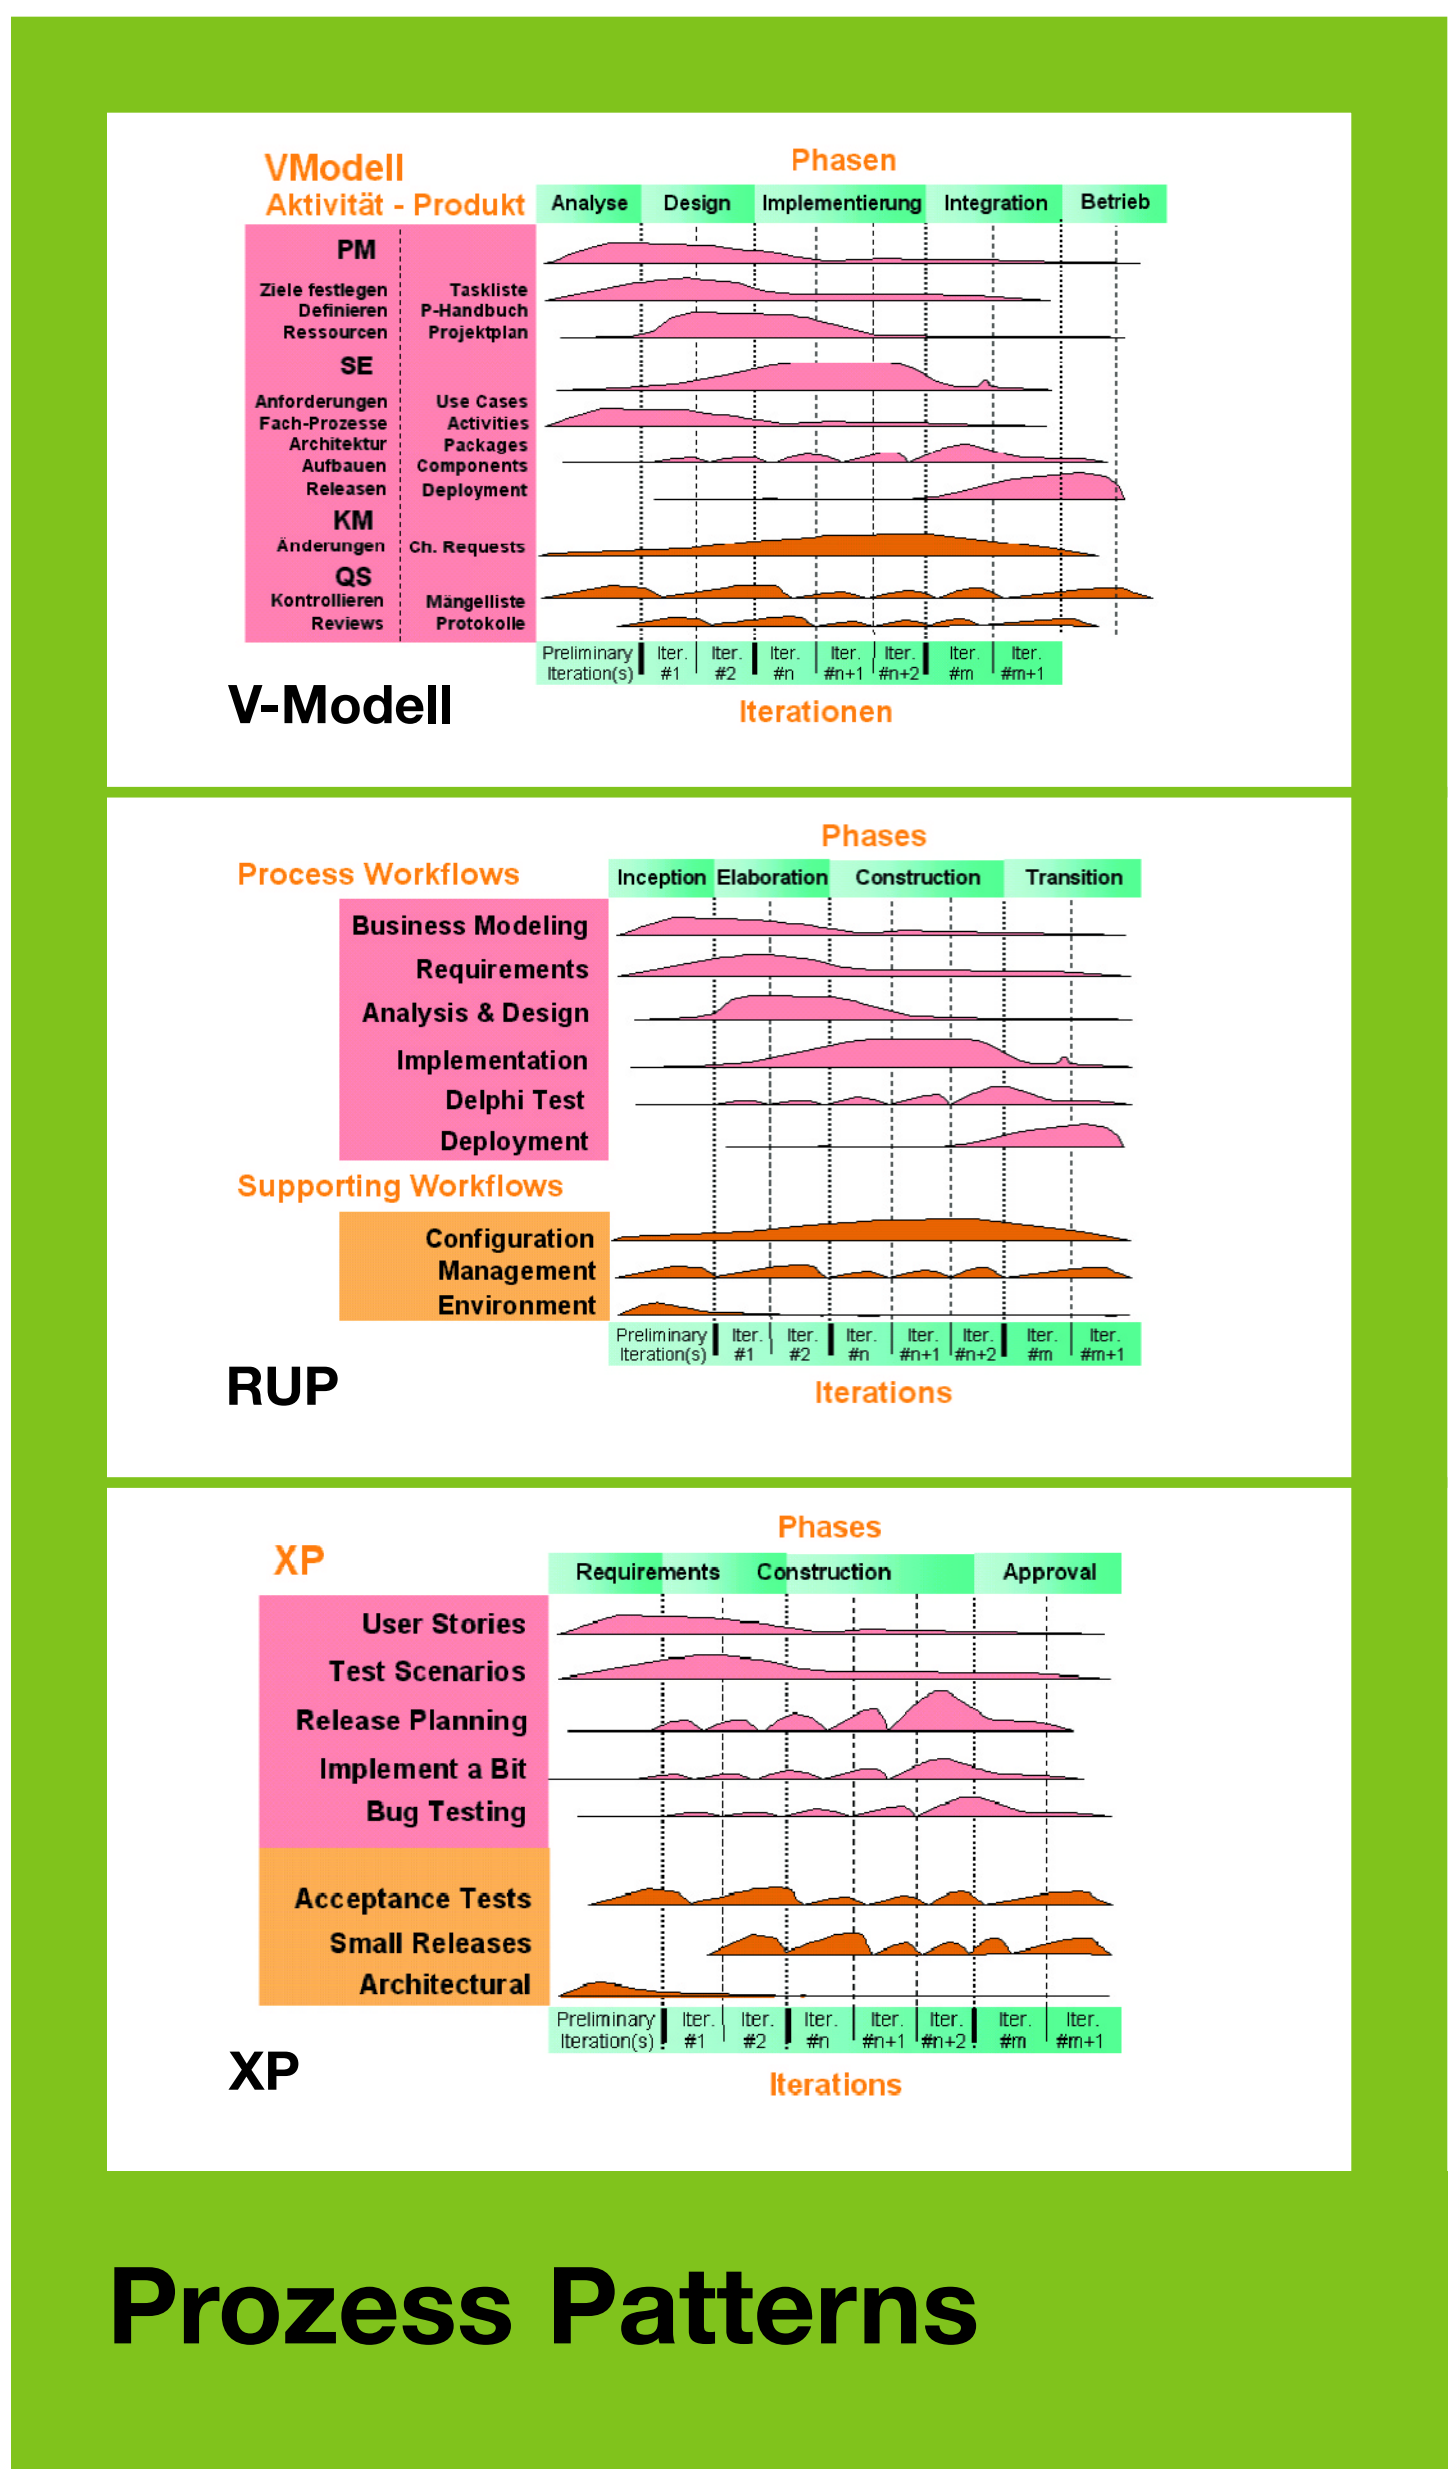 VModell
Phasen
Aktivität - Produkt
Analyse Design Implementierung Integration Betrieb
PM
Ziele festlegen Taskliste
Definieren P-Handbuch
Ressourcen Projektplan
SE
Anforderungen Use Cases
Fach-Prozesse Activities
Architektur Packages
Aufbauen Components
Releasen Deployment
KM
Änderungen Ch. Requests
QS
Kontrollieren Mängelliste
Reviews Protokolle
Preliminary Iter. Iter. Iter. Iter. Iter. Iter. Iter.
Iteration(s) #1 #2 #n #n+1 #n+2 #m #m+1
V-Modell
Iterationen
Phases
Process Workflows
Inception Elaboration Construction Transition
Business Modeling
Requirements
Analysis & Design
Implementation
Delphi Test
Deployment
Supporting Workflows
Configuration
Management
Environment
Preliminary Iter. Iter. Iter. Iter. Iter. Iter. Iter.
Iteration(s) #1 #2 #n #n+1 #n+2 #m #m+1
RUP
Iterations
Phases
XP
Requirements Construction Approval
User Stories
Test Scenarios
Release Planning
Implement a Bit
Bug Testing
Acceptance Tests
Small Releases
Architectural
Preliminary Iter. Iter. Iter. Iter. Iter. Iter. Iter.
Iteration(s) #1 #2 #n #n+1 #n+2 #m #m+1
XP
Iterations
Prozess Patterns